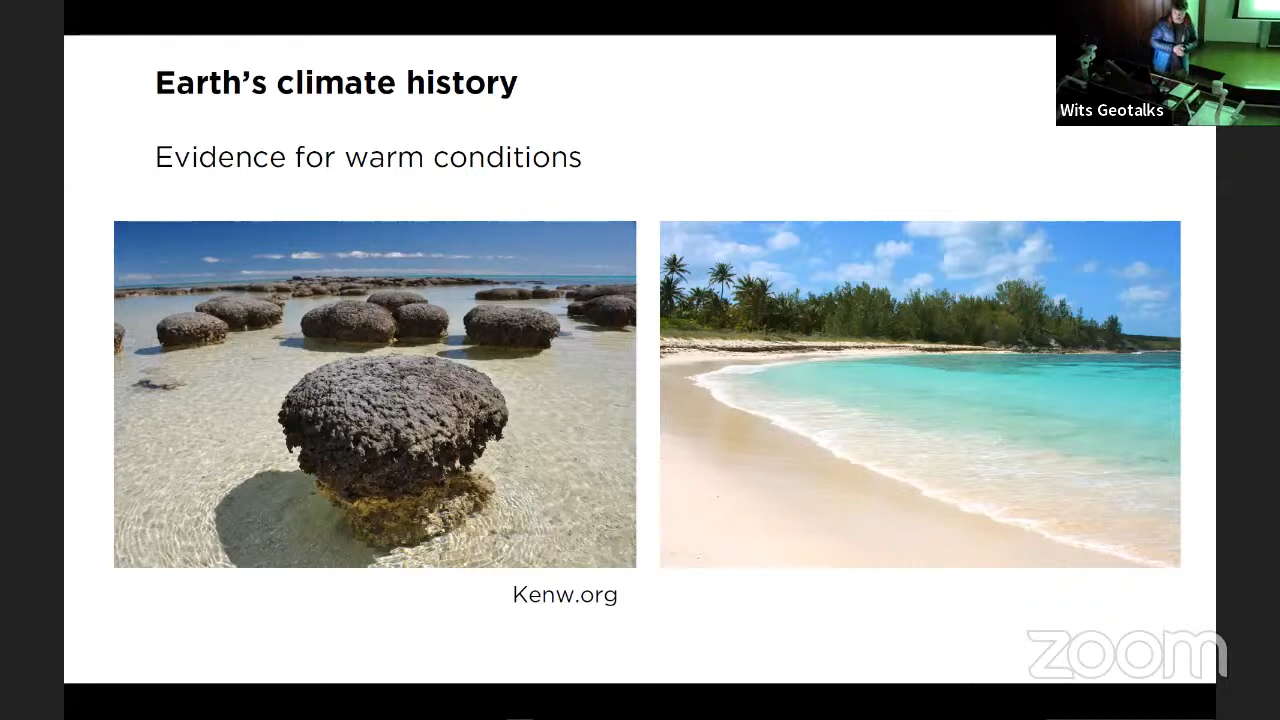 Earth's climate history
Wits Geotalks
Evidence for warm conditions
Kenw.org
zoom